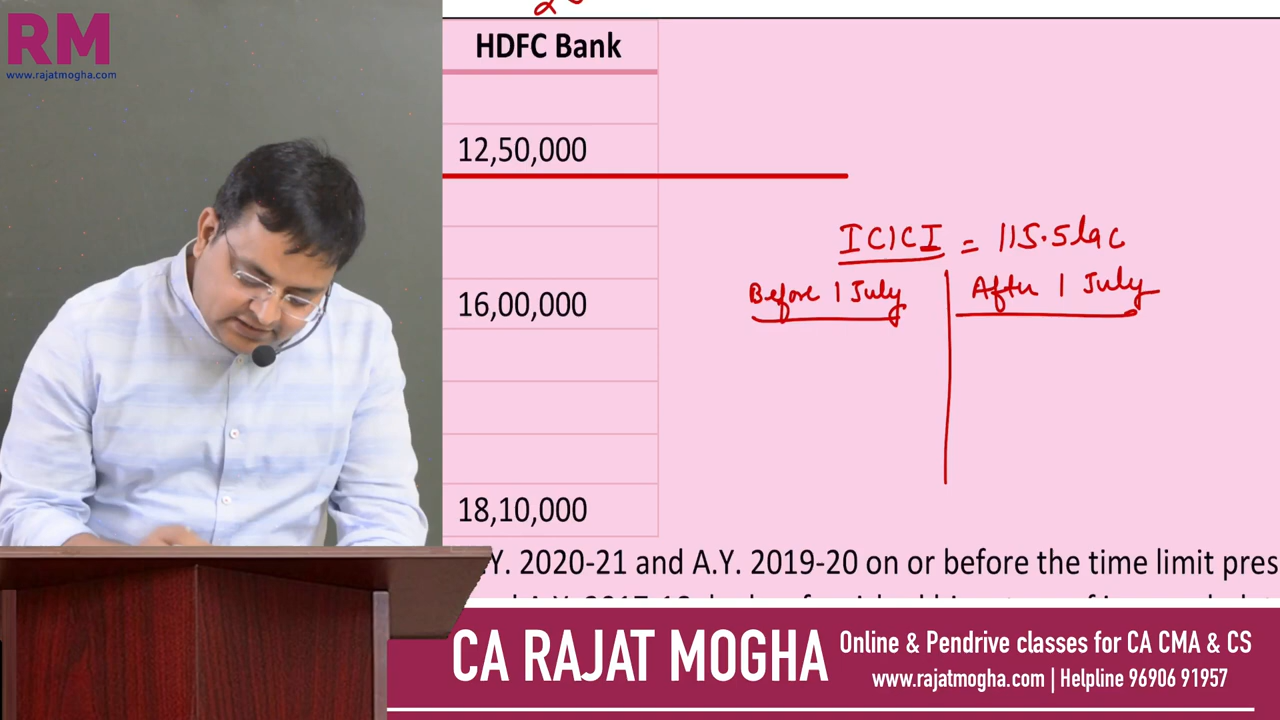 RM
www.rajatmogha.com
HDFC Bank
12,50,000
ICICI = 115.5 lac
Before 1 July
After 1 July
16,00,000
18,10,000
.Y. 2020-21 and A.Y. 2019-20 on or before the time limit pres
CA RAJAT MOGHA
Online & Pendrive classes for CA CMA & CS
www.rajatmogha.com | Helpline 96906 91957